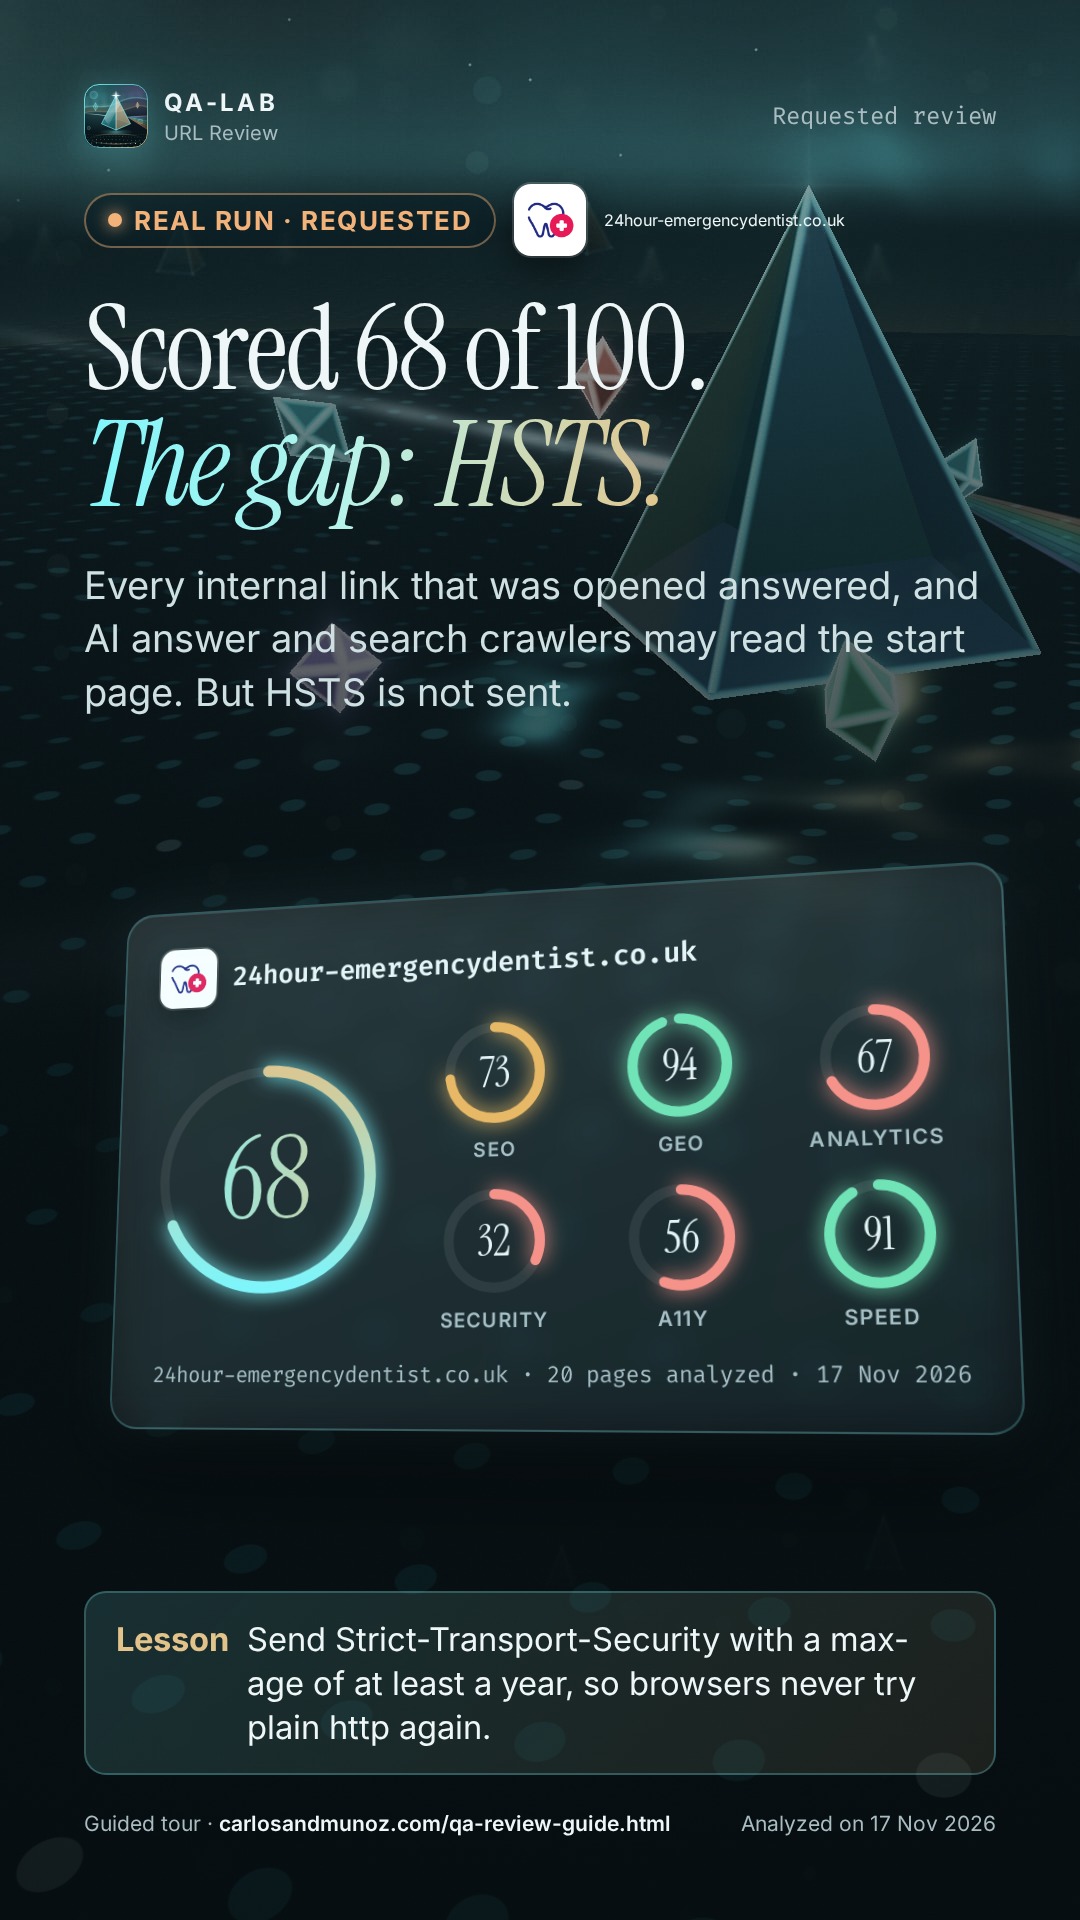 QA-LAB
URL Review
Requested review
REAL RUN · REQUESTED
24hour-emergencydentist.co.uk
Scored 68 of 100.
The gap: HSTS.
Every internal link that was opened answered, and
AI answer and search crawlers may read the start
page. But HSTS is not sent.
24hour-emergencydentist.co.uk
68
73
SEO
94
GEO
67
ANALYTICS
32
SECURITY
56
A11Y
91
SPEED
24hour-emergencydentist.co.uk · 20 pages analyzed · 17 Nov 2026
Lesson Send Strict-Transport-Security with a max-
age of at least a year, so browsers never try
plain http again.
Guided tour · carlosandmunoz.com/qa-review-guide.html
Analyzed on 17 Nov 2026